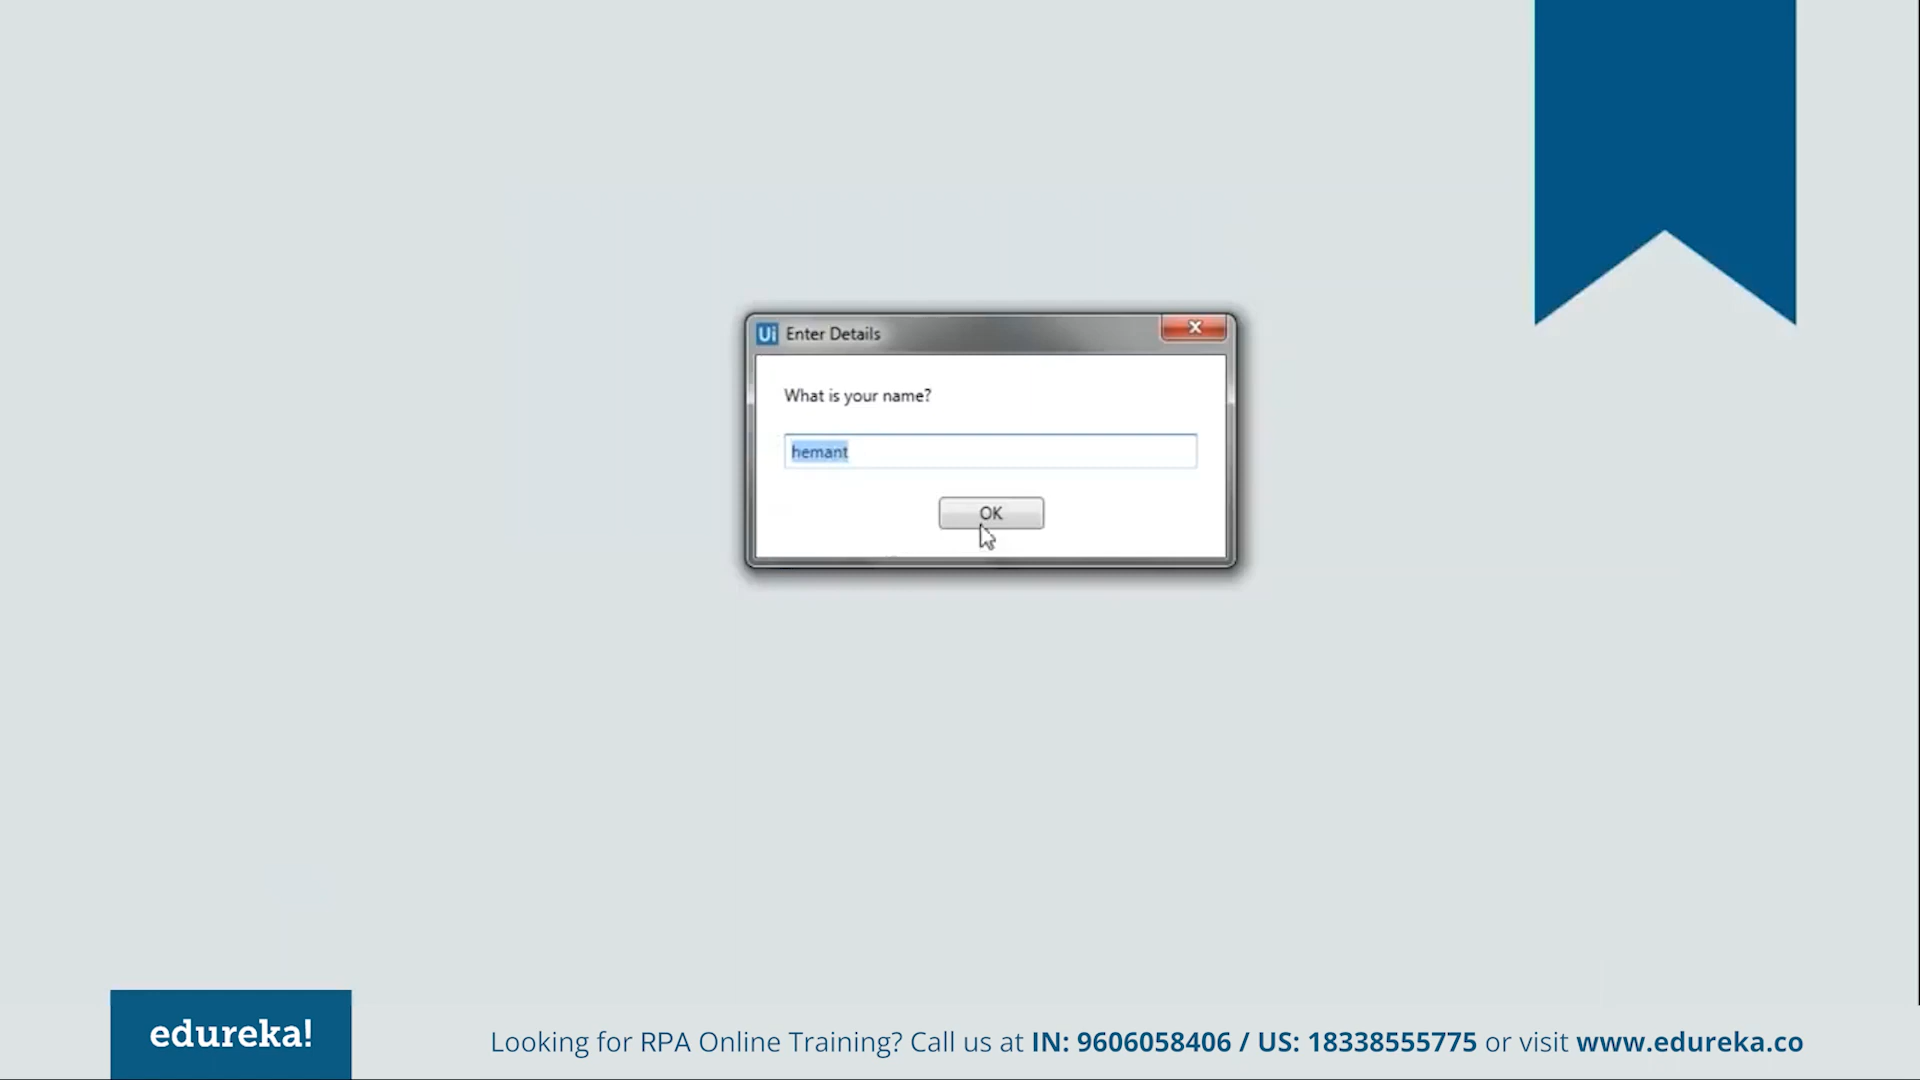 Ui Enter Details
What is your name?
hemant
OK
edureka!
Looking for RPA Online Training? Call us at IN: 9606058406 / US: 18338555775 or visit www.edureka.co